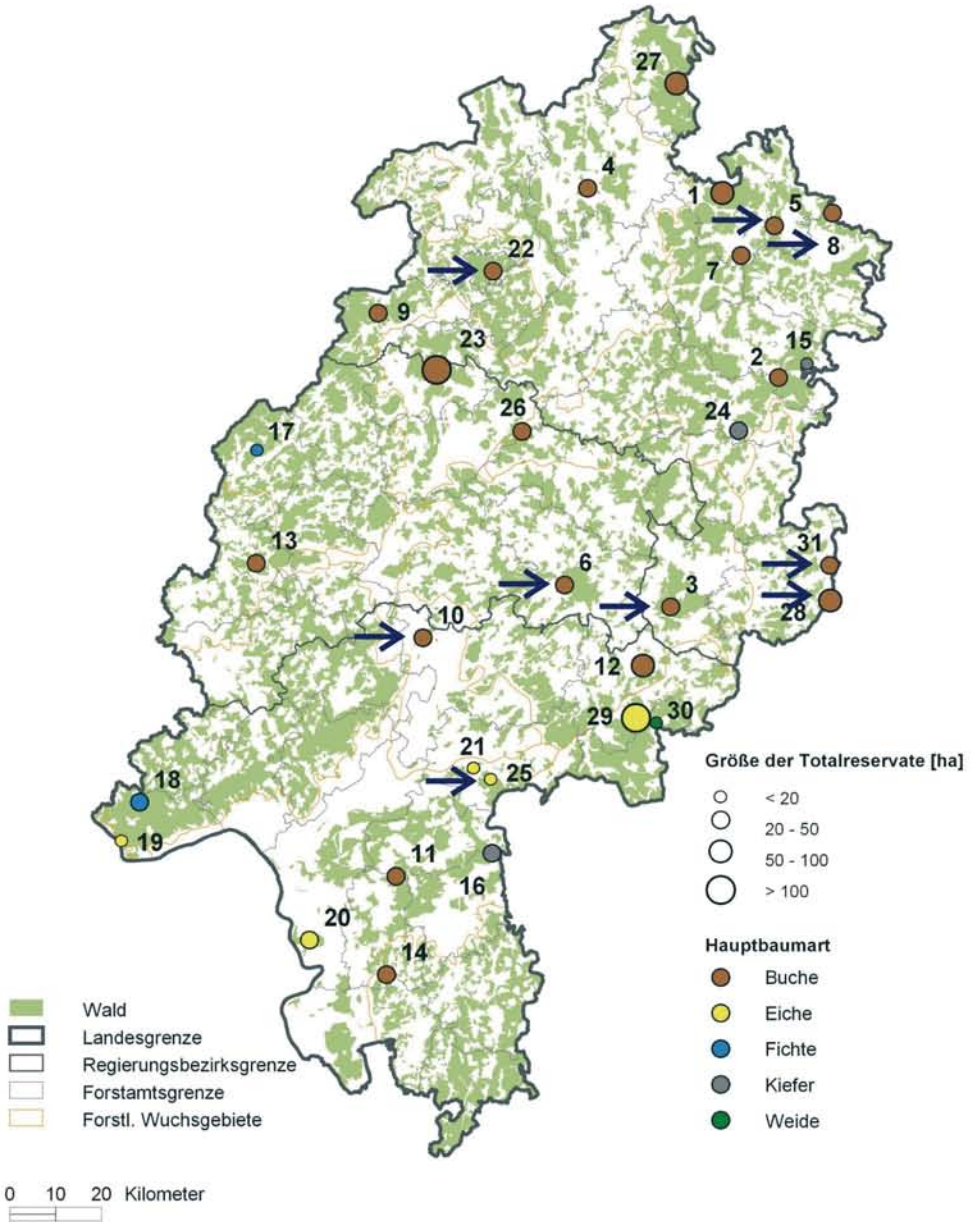 27
4
1
5
8
7
22
9
23
15
2
26
24
17
13
31
6
3
28
10
12
29
30
21
25
18
19
11
16
20
14
Größe der Totalreservate [ha]
< 20
20 - 50
50 - 100
> 100
Hauptbaumart
Buche
Eiche
Fichte
Kiefer
Weide
Wald
Landesgrenze
Regierungsbezirksgrenze
Forstamtsgrenze
Forstl. Wuchsgebiete
0 10 20 Kilometer